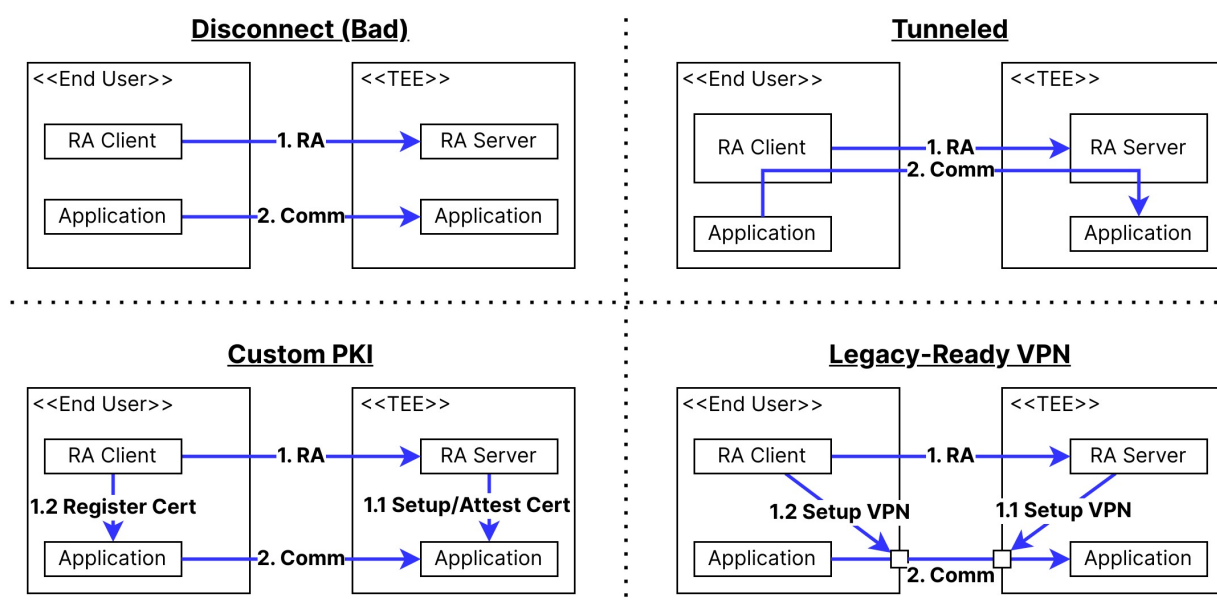 Disconnect (Bad)
<<End User>>
<<TEE>>
RA Client
1. RA
RA Server
Application
2. Comm
Application
Tunneled
<<End User>>
<<TEE>>
RA Client
1. RA
RA Server
2. Comm
Application
Application
Custom PKI
<<End User>>
<<TEE>>
RA Client
1. RA
RA Server
1.2 Register Cert
1.1 Setup/Attest Cert
Application
2. Comm
Application
Legacy-Ready VPN
<<End User>>
<<TEE>>
RA Client
1. RA
RA Server
1.2 Setup VPN
1.1 Setup VPN
Application
2. Comm
Application